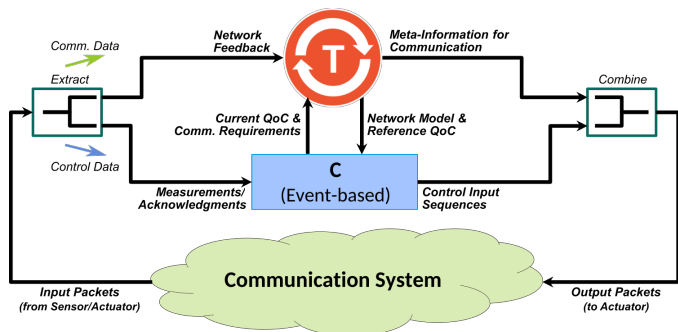 Comm. Data
Network
Feedback
Meta-Information for
Communication
T
Extract
Combine
Current QoC &
Comm. Requirements
Network Model &
Reference QoC
Control Data
C
(Event-based)
Measurements/
Acknowledgments
Control Input
Sequences
Communication System
Input Packets
(from Sensor/Actuator)
Output Packets
(to Actuator)